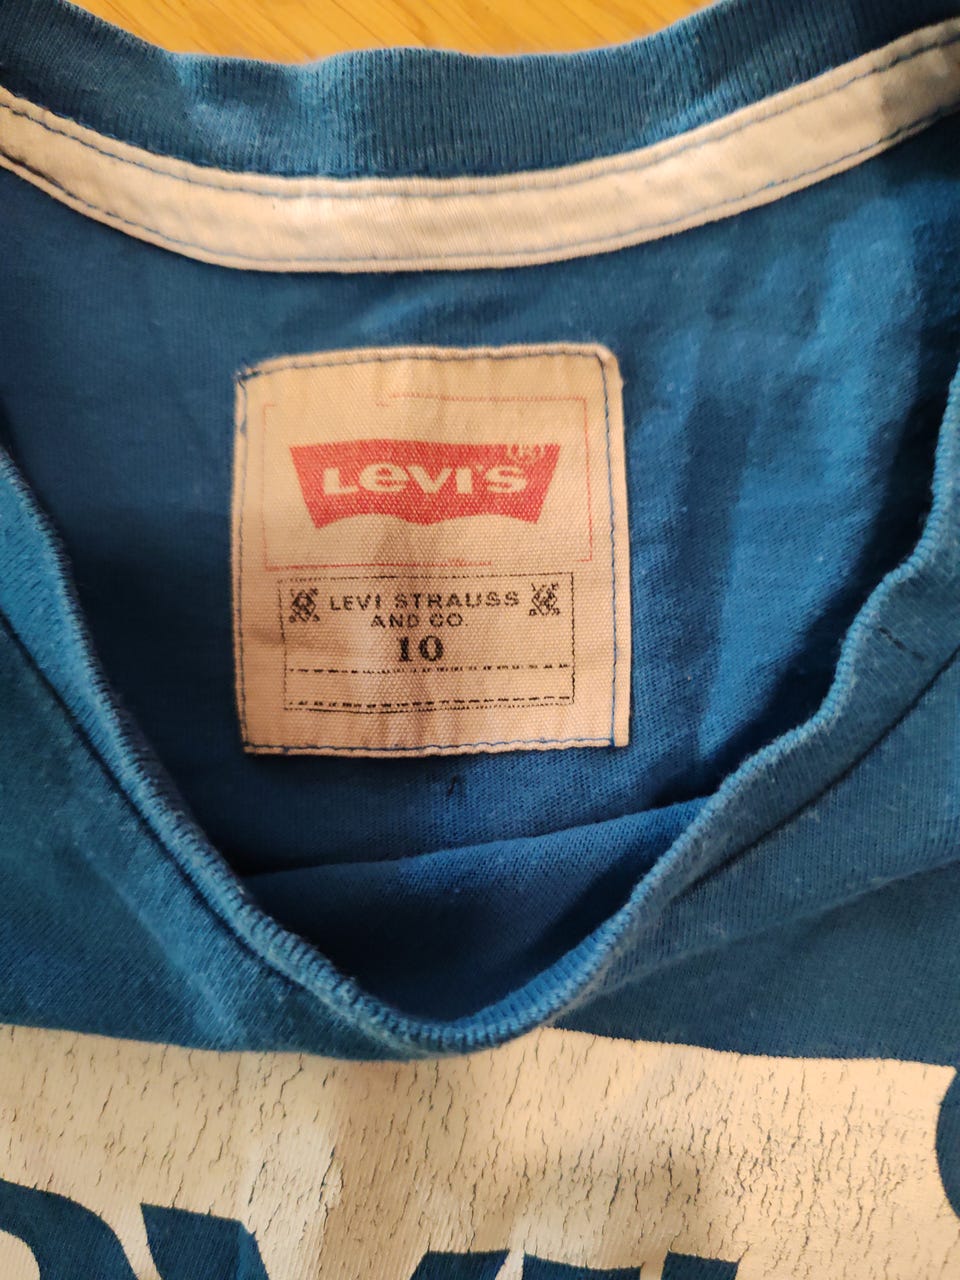 Levi's
LEVI STRAUSS
AND CO.
10